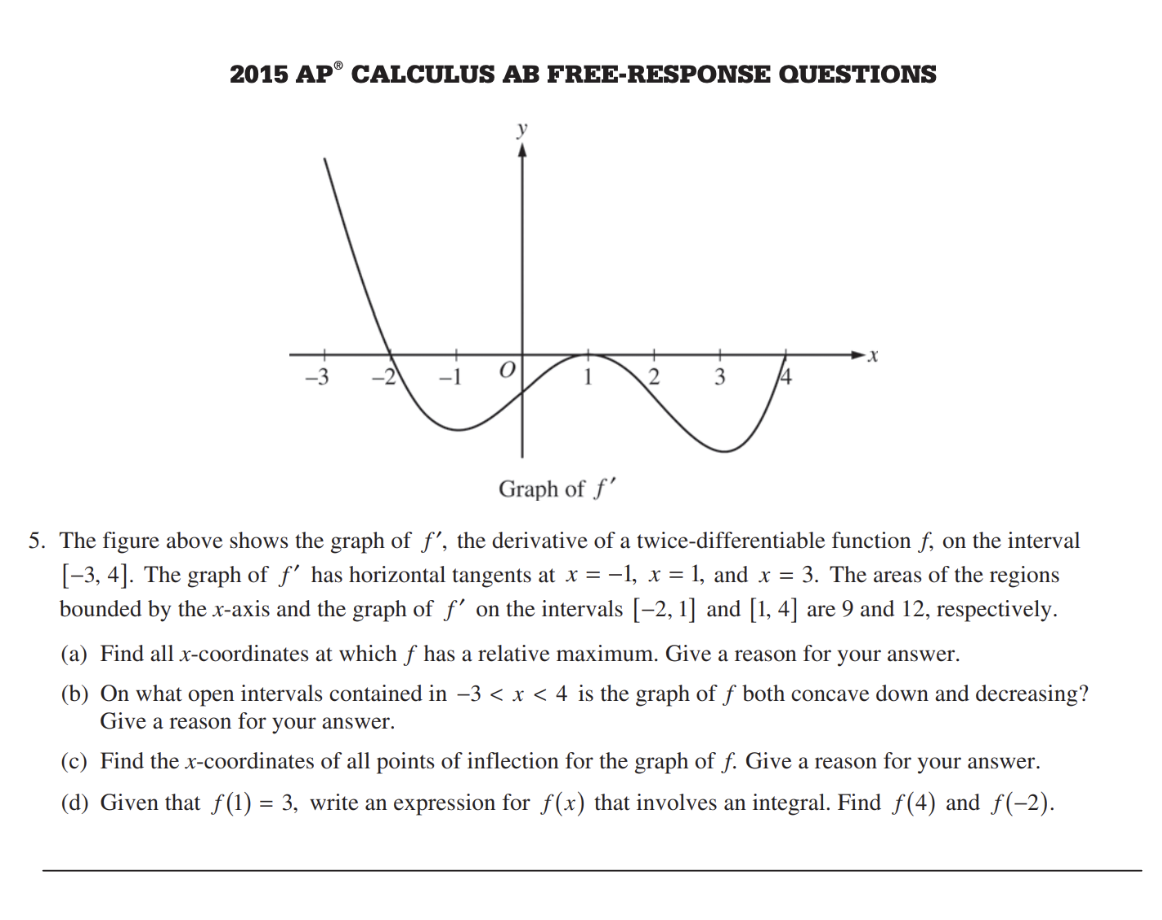 2015 AP® CALCULUS AB FREE-RESPONSE QUESTIONS
y
x
−3 −2 −1 O 1 2 3 4
Graph of f′
5. The figure above shows the graph of f′, the derivative of a twice-differentiable function f, on the interval
[−3, 4]. The graph of f′ has horizontal tangents at x = −1, x = 1, and x = 3. The areas of the regions
bounded by the x-axis and the graph of f′ on the intervals [−2, 1] and [1, 4] are 9 and 12, respectively.
(a) Find all x-coordinates at which f has a relative maximum. Give a reason for your answer.
(b) On what open intervals contained in −3 < x < 4 is the graph of f both concave down and decreasing?
Give a reason for your answer.
(c) Find the x-coordinates of all points of inflection for the graph of f. Give a reason for your answer.
(d) Given that f(1) = 3, write an expression for f(x) that involves an integral. Find f(4) and f(−2).